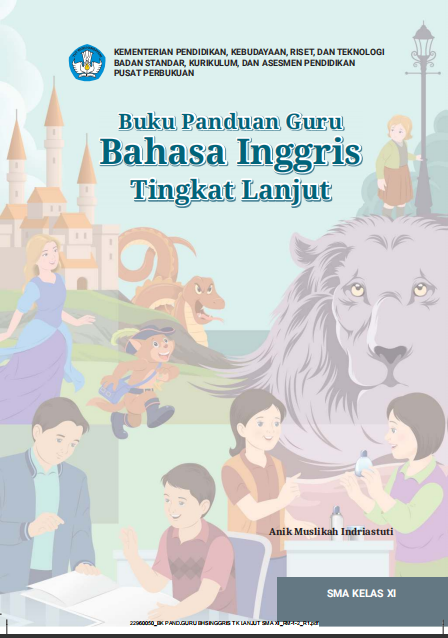 KEMENTERIAN PENDIDIKAN, KEBUDAYAAN, RISET, DAN TEKNOLOGI
BADAN STANDAR, KURIKULUM, DAN ASESMEN PENDIDIKAN
PUSAT PERBUKUAN
Buku Panduan Guru
Bahasa Inggris
Tingkat Lanjut
Anik Muslikah Indriastuti
SMA KELAS XI